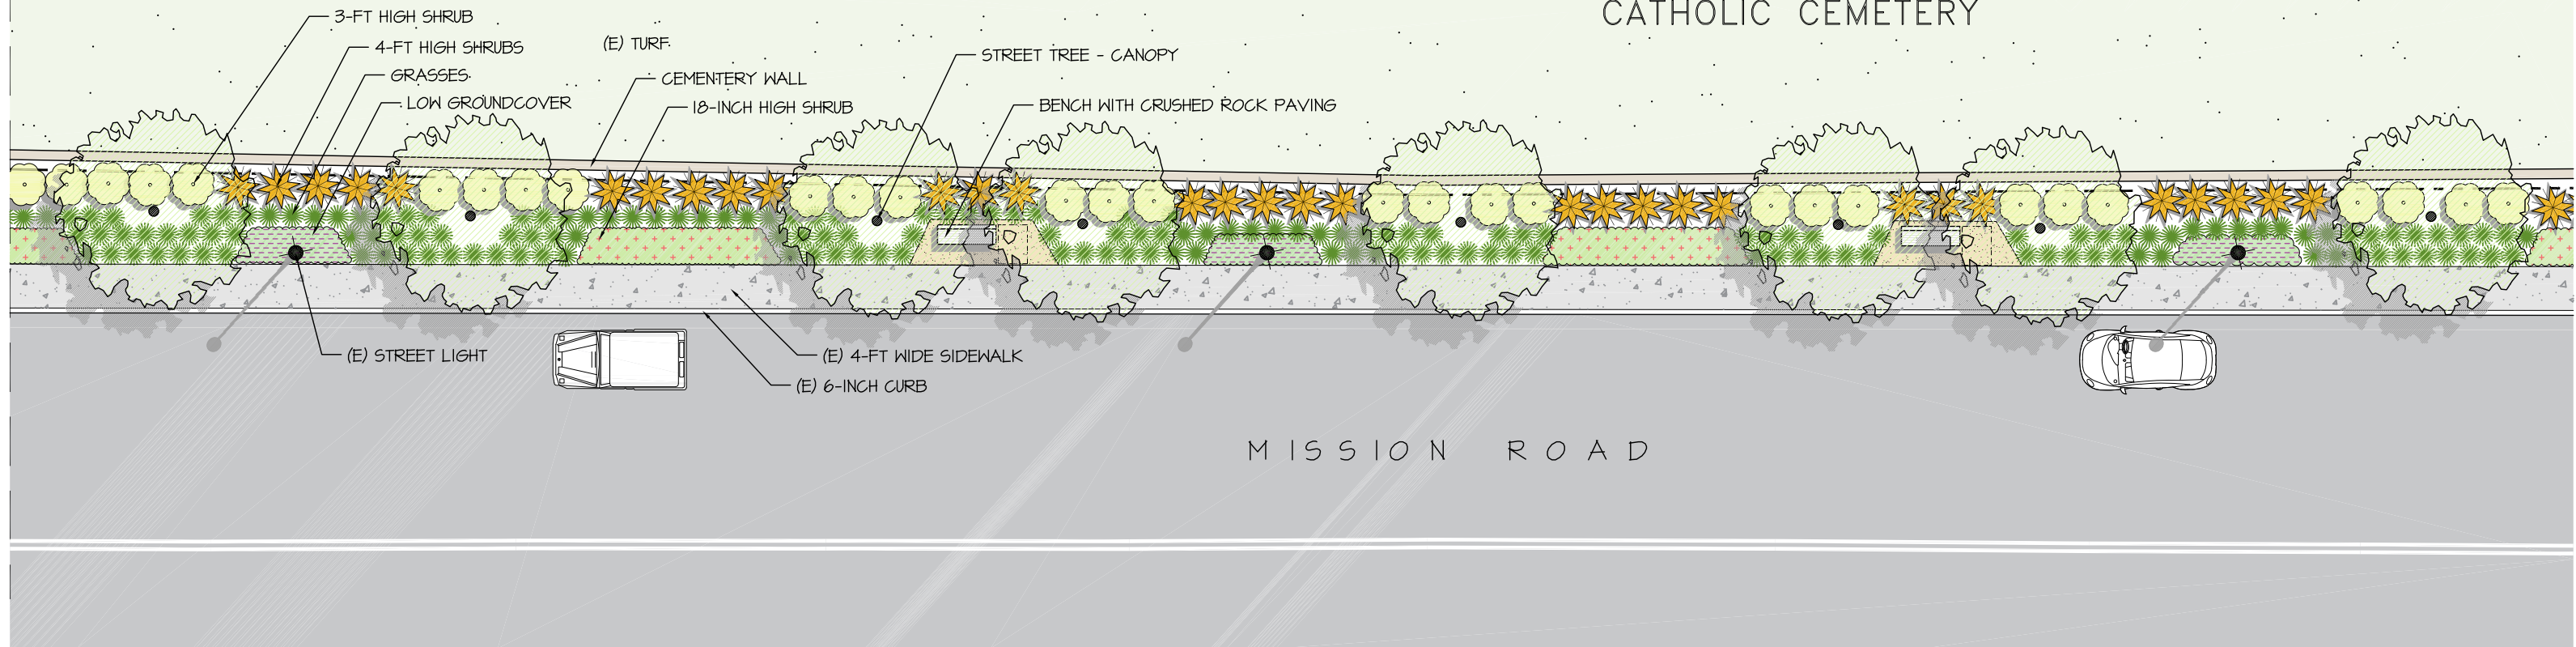 CATHOLIC CEMETERY
3-FT HIGH SHRUB
4-FT HIGH SHRUBS
(E) TURF
STREET TREE - CANOPY
GRASSES
CEMENTERY WALL
LOW GROUNDCOVER
18-INCH HIGH SHRUB
BENCH WITH CRUSHED ROCK PAVING
(E) STREET LIGHT
(E) 4-FT WIDE SIDEWALK
(E) 6-INCH CURB
MISSION ROAD